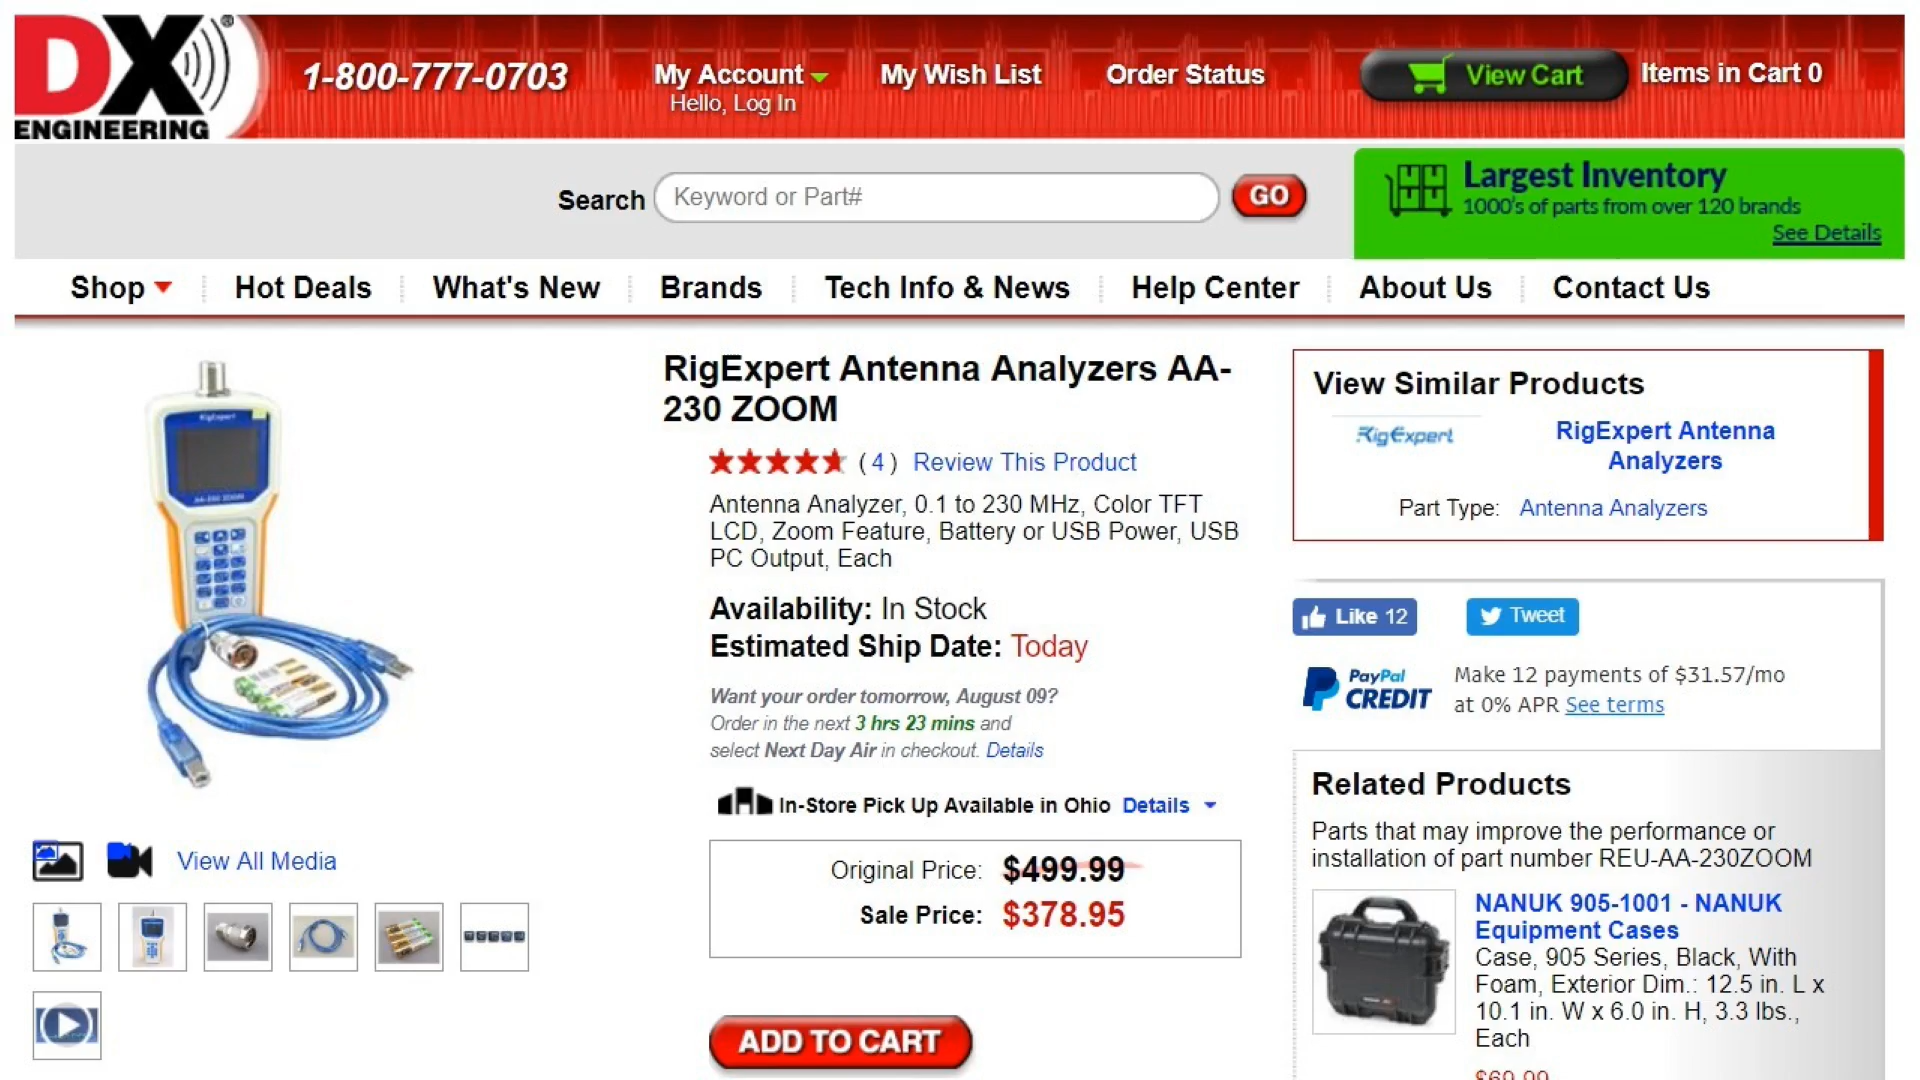 DX
ENGINEERING
®
1-800-777-0703
My Account
Hello, Log In
My Wish List
Order Status
View Cart
Items in Cart 0
Search
Keyword or Part#
GO
Largest Inventory
1000's of parts from over 120 brands
See Details
Shop
Hot Deals
What's New
Brands
Tech Info & News
Help Center
About Us
Contact Us
RigExpert
AA-230 ZOOM
View All Media
RigExpert Antenna Analyzers AA-
230 ZOOM
( 4 ) Review This Product
Antenna Analyzer, 0.1 to 230 MHz, Color TFT
LCD, Zoom Feature, Battery or USB Power, USB
PC Output, Each
Availability: In Stock
Estimated Ship Date: Today
Want your order tomorrow, August 09?
Order in the next 3 hrs 23 mins and
select Next Day Air in checkout. Details
In-Store Pick Up Available in Ohio Details
Original Price: $499.99
Sale Price: $378.95
ADD TO CART
View Similar Products
RigExpert
RigExpert Antenna
Analyzers
Part Type: Antenna Analyzers
Like 12
Tweet
PayPal
CREDIT
Make 12 payments of $31.57/mo
at 0% APR See terms
Related Products
Parts that may improve the performance or
installation of part number REU-AA-230ZOOM
NANUK 905-1001 - NANUK
Equipment Cases
Case, 905 Series, Black, With
Foam, Exterior Dim.: 12.5 in. L x
10.1 in. W x 6.0 in. H, 3.3 lbs.,
Each